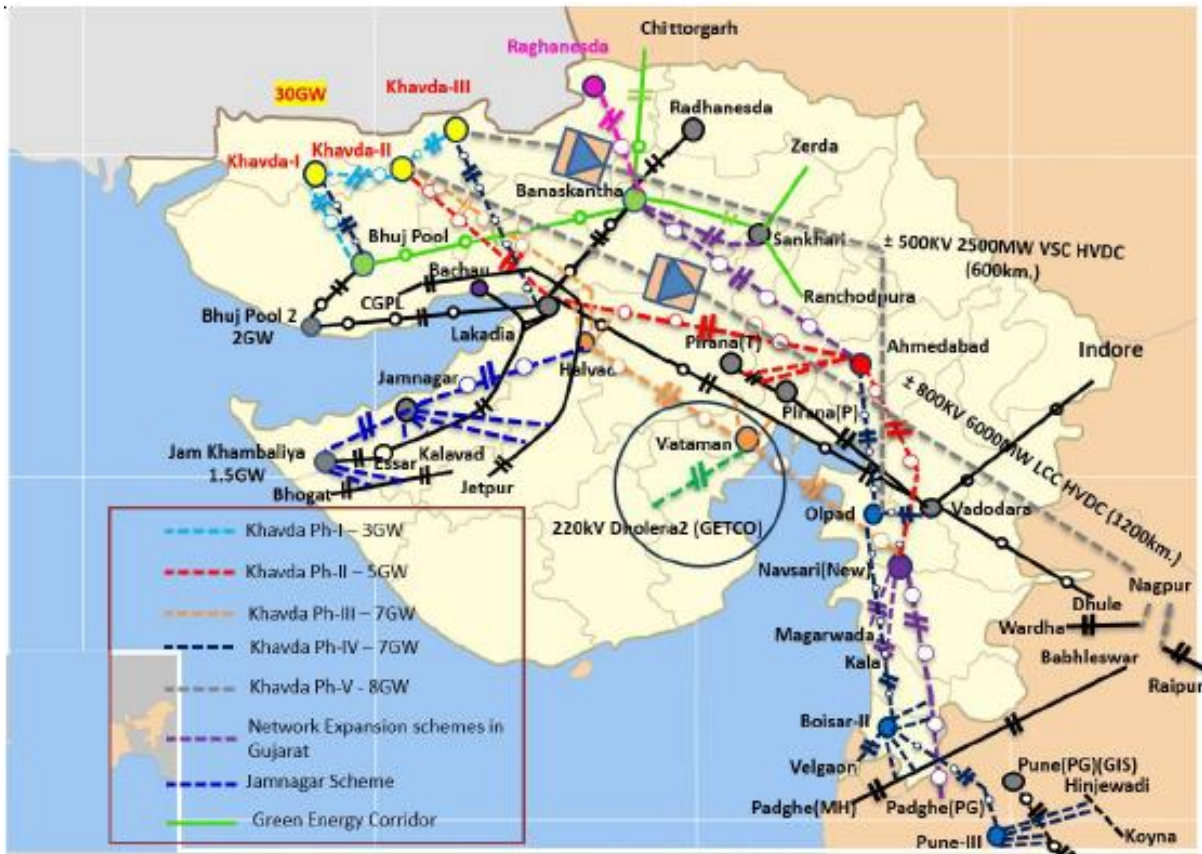 Chittorgarh
Raghanesda
Khavda-III
30GW
Radhanesda
Khavda-II
Khavda-I
Zerda
Banaskantha
Bhuj Pool
Sankhari
± 500KV 2500MW VSC HVDC
(600km.)
Bachau
CGPL
Ranchodpura
Bhuj Pool 2
2GW
Lakadia
Pirana(T)
Ahmedabad
Indore
Halvad
Jamnagar
Pirana(P)
± 800KV 6000MW LCC HVDC (1200km.)
Vataman
Jam Khambaliya
1.5GW
Essar
Kalavad
Bhogat
Jetpur
Olpad
Vadodara
220kV Dholera2 (GETCO)
Khavda Ph-I – 3GW
Khavda Ph-II – 5GW
Khavda Ph-III – 7GW
Khavda Ph-IV – 7GW
Khavda Ph-V - 8GW
Network Expansion schemes in
Gujarat
Jamnagar Scheme
Green Energy Corridor
Navsari(New)
Nagpur
Dhule
Wardha
Magarwada
Kala
Babhleswar
Raipur
Boisar-II
Velgaon
Pune(PG)(GIS)
Hinjewadi
Padghe(MH)
Padghe(PG)
Pune-III
Koyna